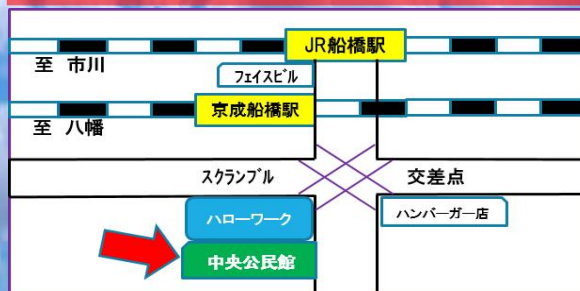 JR船橋駅
至 市川
フェイスビル
京成船橋駅
至 八幡
スクランブル 交差点
ハローワーク
ハンバーガー店
中央公民館